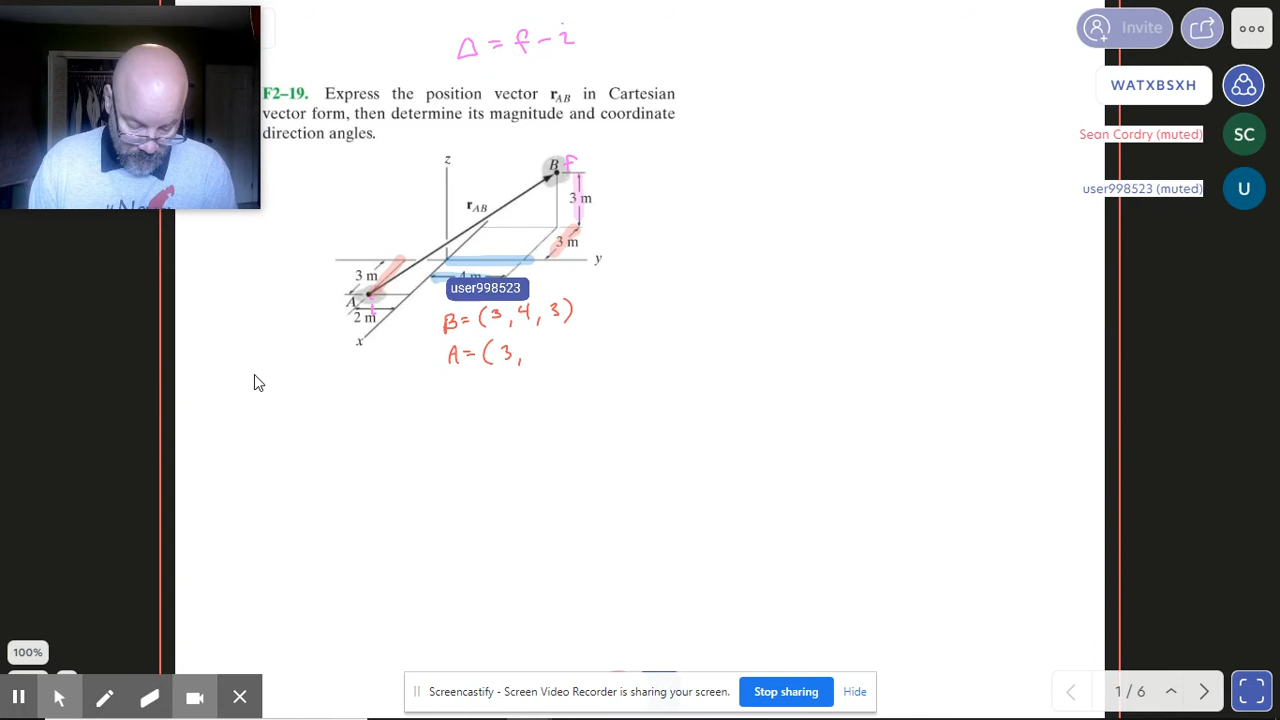 Δ = f - i
Invite
WATXBSXH
F2–19. Express the position vector rAB in Cartesian
vector form, then determine its magnitude and coordinate
direction angles.
Sean Cordry (muted)
SC
user998523 (muted)
U
z
B
f
rAB
3 m
3 m
y
3 m
4 m
A
i
2 m
x
user998523
B = (3, 4, 3)
A = (3,
100%
Screencastify - Screen Video Recorder is sharing your screen.
Stop sharing
Hide
1 / 6